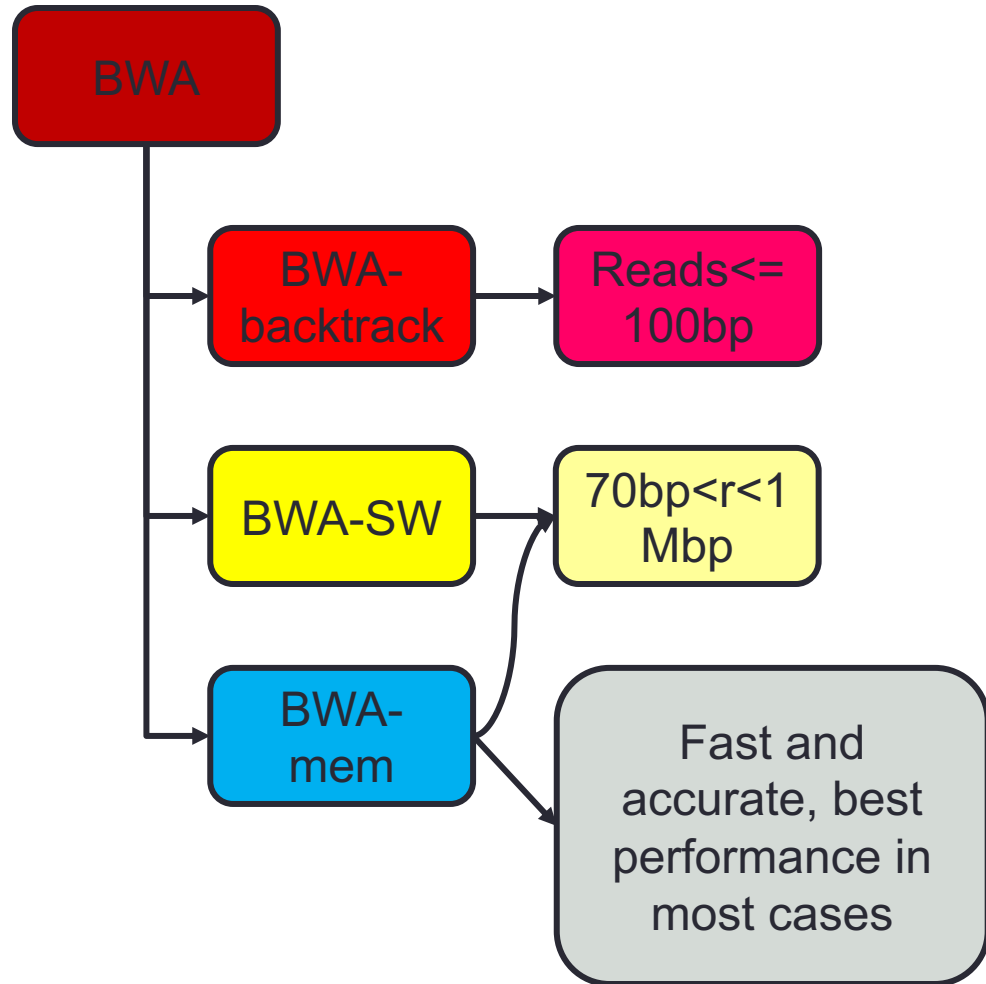 BWA
BWA-
backtrack
Reads<=
100bp
BWA-SW
70bp<r<1
Mbp
BWA-
mem
Fast and
accurate, best
performance in
most cases